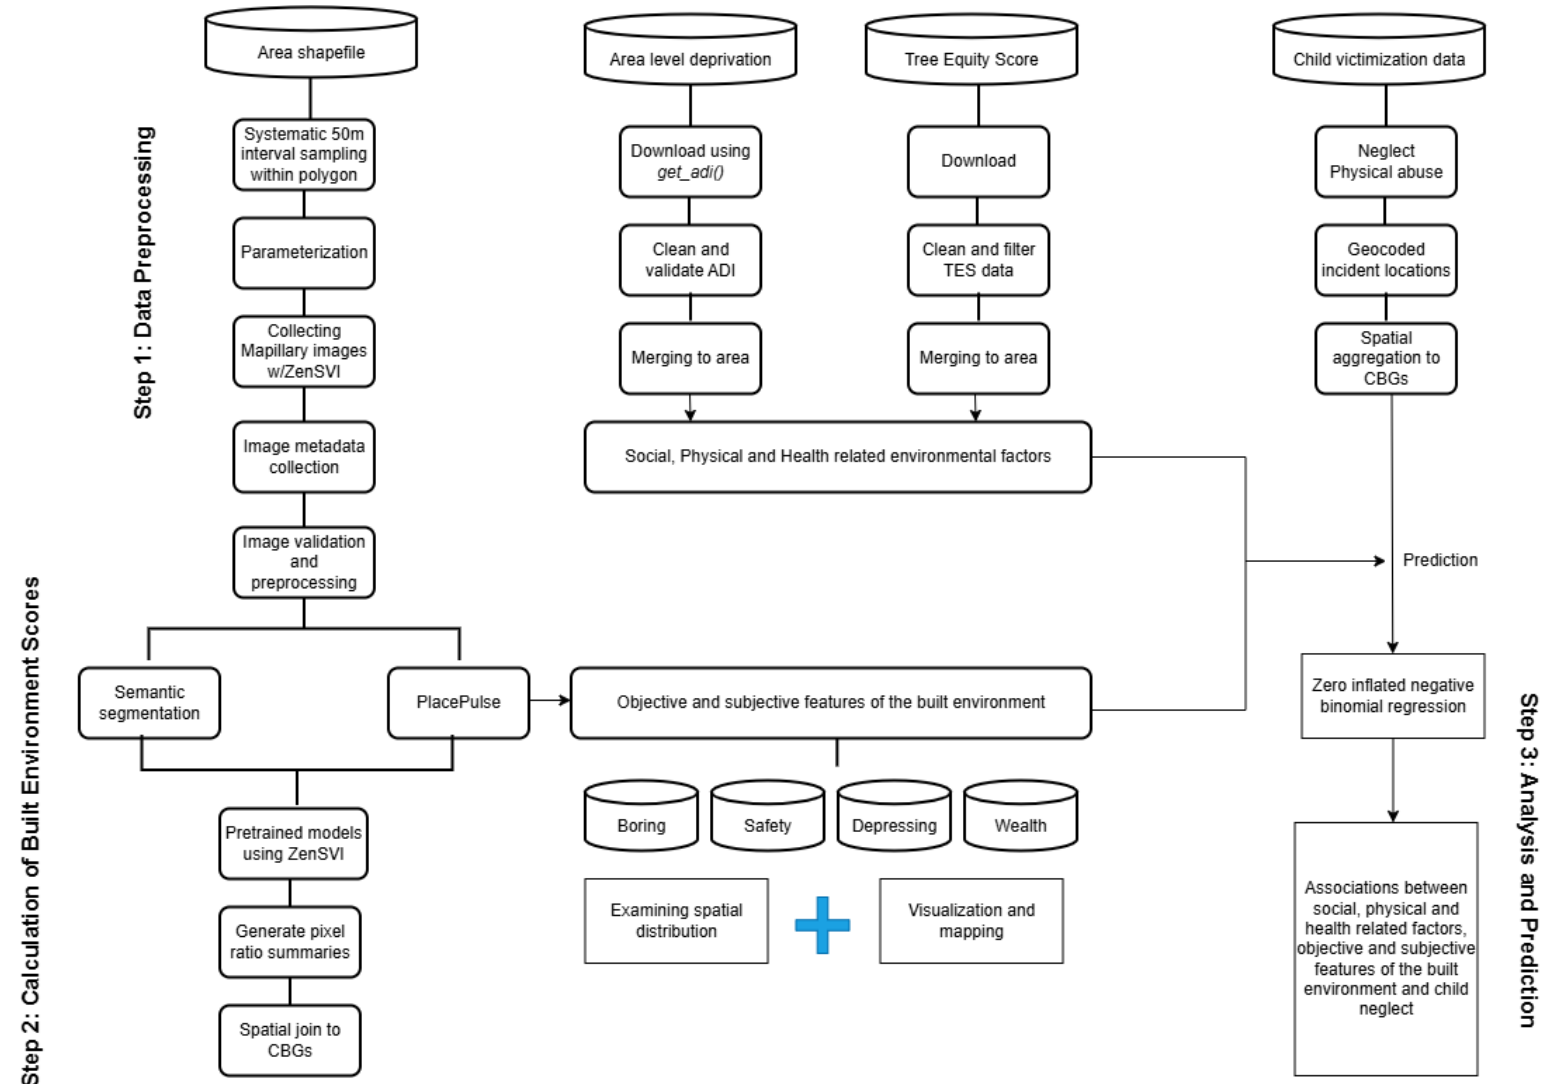 Step 1: Data Preprocessing
Area shapefile
Systematic 50m
interval sampling
within polygon
Parameterization
Collecting
Mapillary images
w/ZenSVI
Image metadata
collection
Image validation
and
preprocessing
Area level deprivation
Download using
get_adi()
Clean and
validate ADI
Merging to area
Tree Equity Score
Download
Clean and filter
TES data
Merging to area
Social, Physical and Health related environmental factors
Child victimization data
Neglect
Physical abuse
Geocoded
incident locations
Spatial
aggregation to
CBGs
Prediction
Step 2: Calculation of Built Environment Scores
Semantic
segmentation
PlacePulse
Pretrained models
using ZenSVI
Generate pixel
ratio summaries
Spatial join to
CBGs
Objective and subjective features of the built environment
Boring
Safety
Depressing
Wealth
Examining spatial
distribution
Visualization and
mapping
Step 3: Analysis and Prediction
Zero inflated negative
binomial regression
Associations between
social, physical and
health related factors,
objective and subjective
features of the built
environment and child
neglect